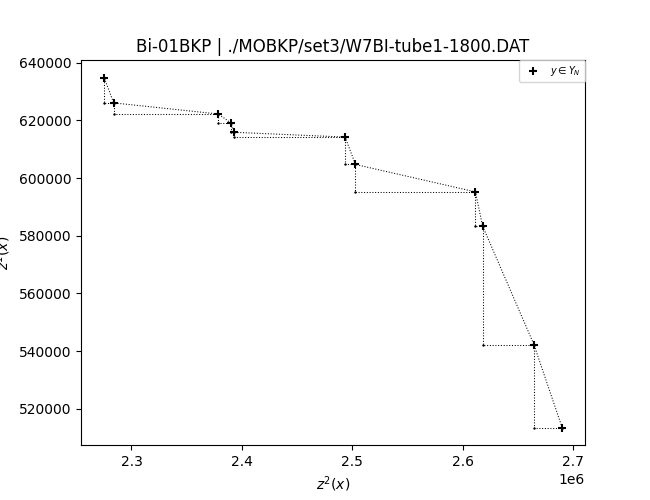 Bi-01BKP | ./MOBKP/set3/W7BI-tube1-1800.DAT
y ∈ Y_N
640000
620000
600000
580000
560000
540000
520000
2.3 2.4 2.5 2.6 2.7
1e6
z²(x)